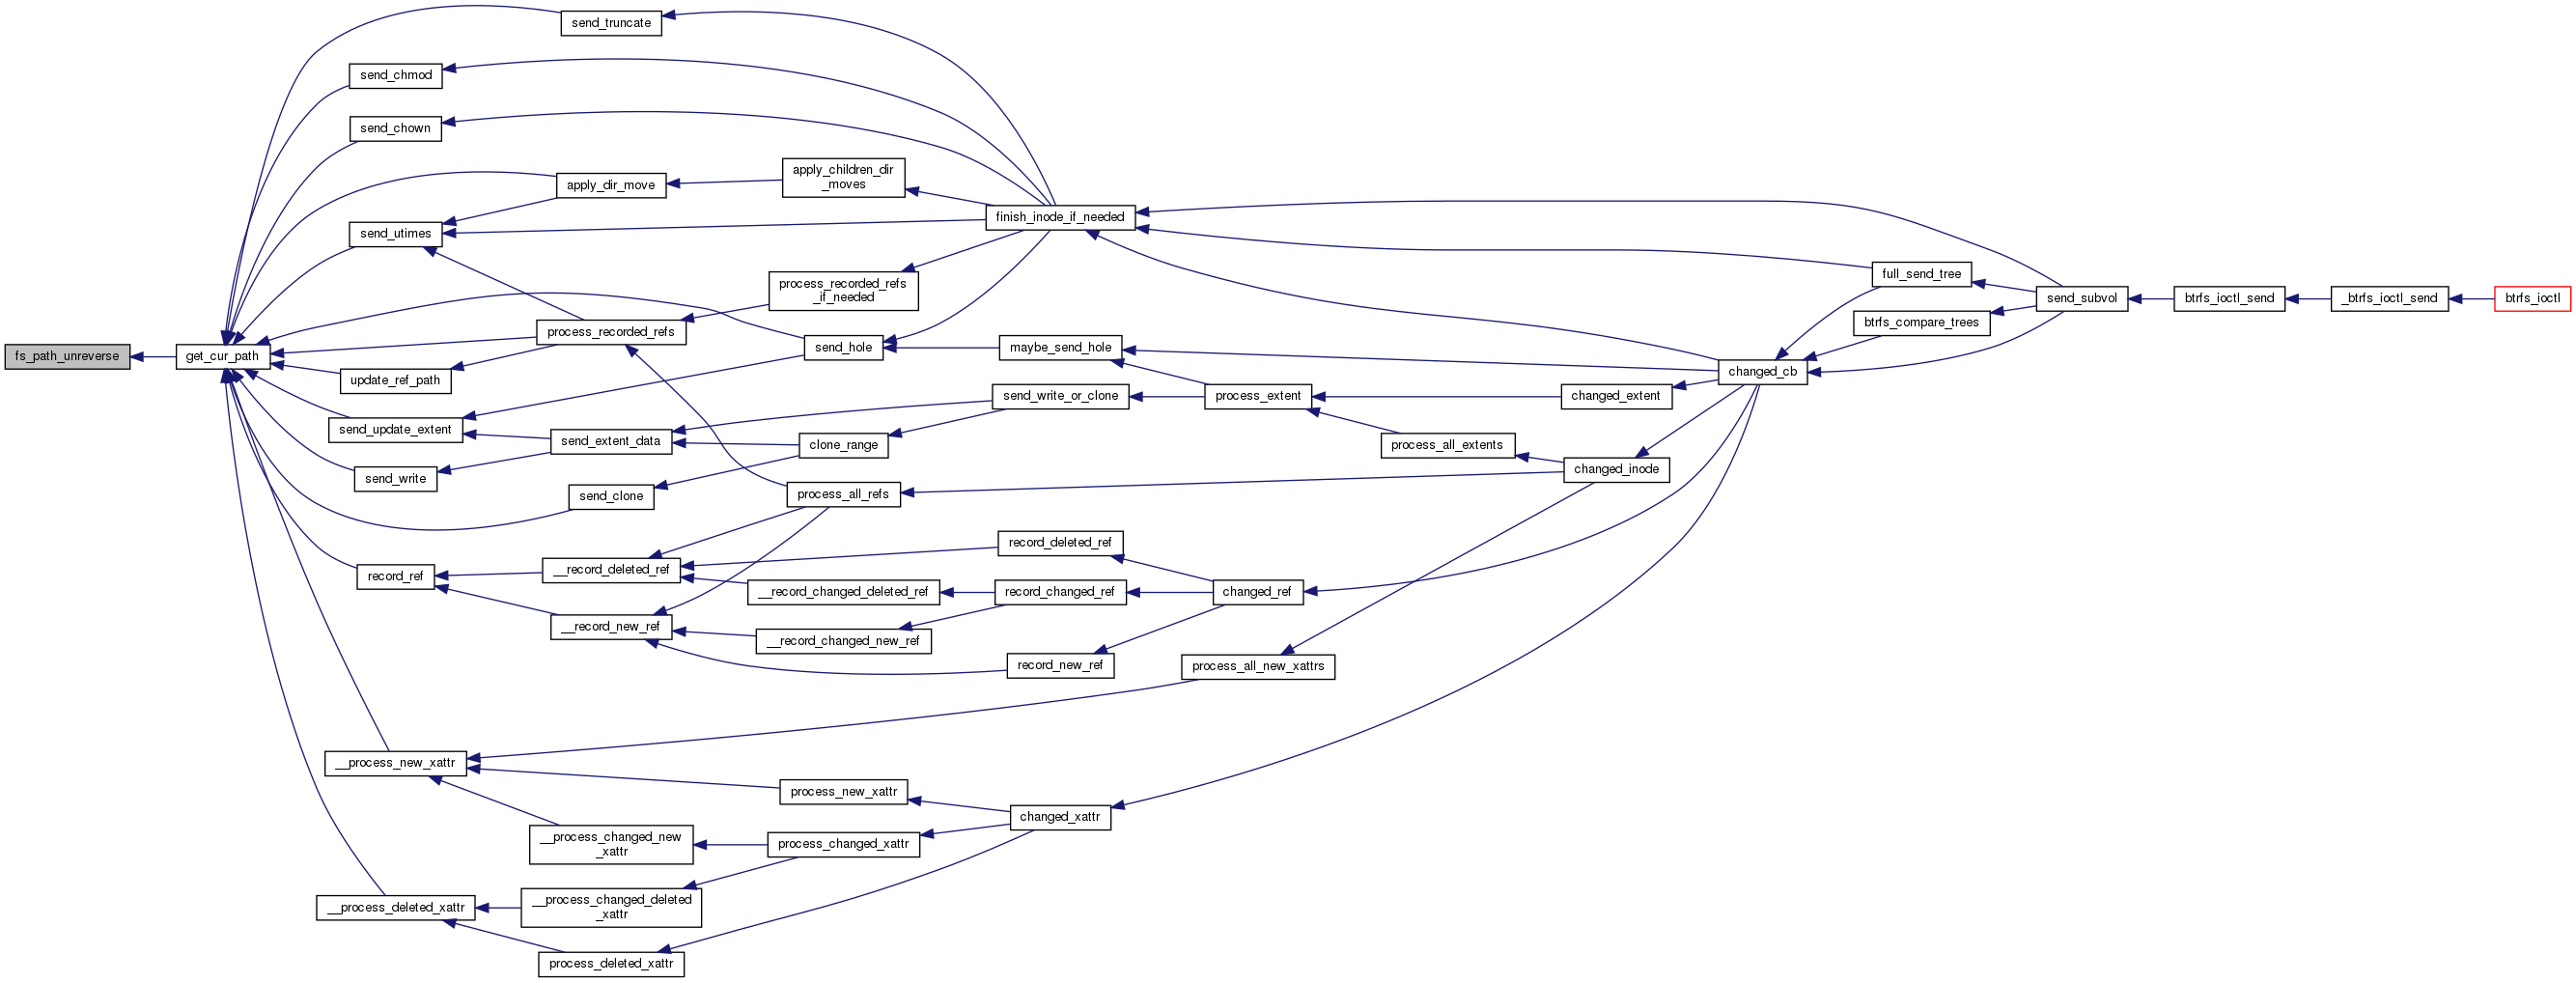 send_truncate
send_chmod
send_chown
apply_children_dir
_moves
apply_dir_move
finish_inode_if_needed
send_utimes
full_send_tree
process_recorded_refs
_if_needed
send_subvol
btrfs_ioctl_send
_btrfs_ioctl_send
btrfs_ioctl
btrfs_compare_trees
process_recorded_refs
fs_path_unreverse
get_cur_path
send_hole
maybe_send_hole
changed_cb
update_ref_path
send_write_or_clone
process_extent
changed_extent
send_update_extent
send_extent_data
clone_range
process_all_extents
changed_inode
send_write
send_clone
process_all_refs
record_deleted_ref
record_ref
__record_deleted_ref
__record_changed_deleted_ref
record_changed_ref
changed_ref
__record_new_ref
__record_changed_new_ref
record_new_ref
process_all_new_xattrs
__process_new_xattr
process_new_xattr
changed_xattr
__process_changed_new
_xattr
process_changed_xattr
__process_deleted_xattr
__process_changed_deleted
_xattr
process_deleted_xattr